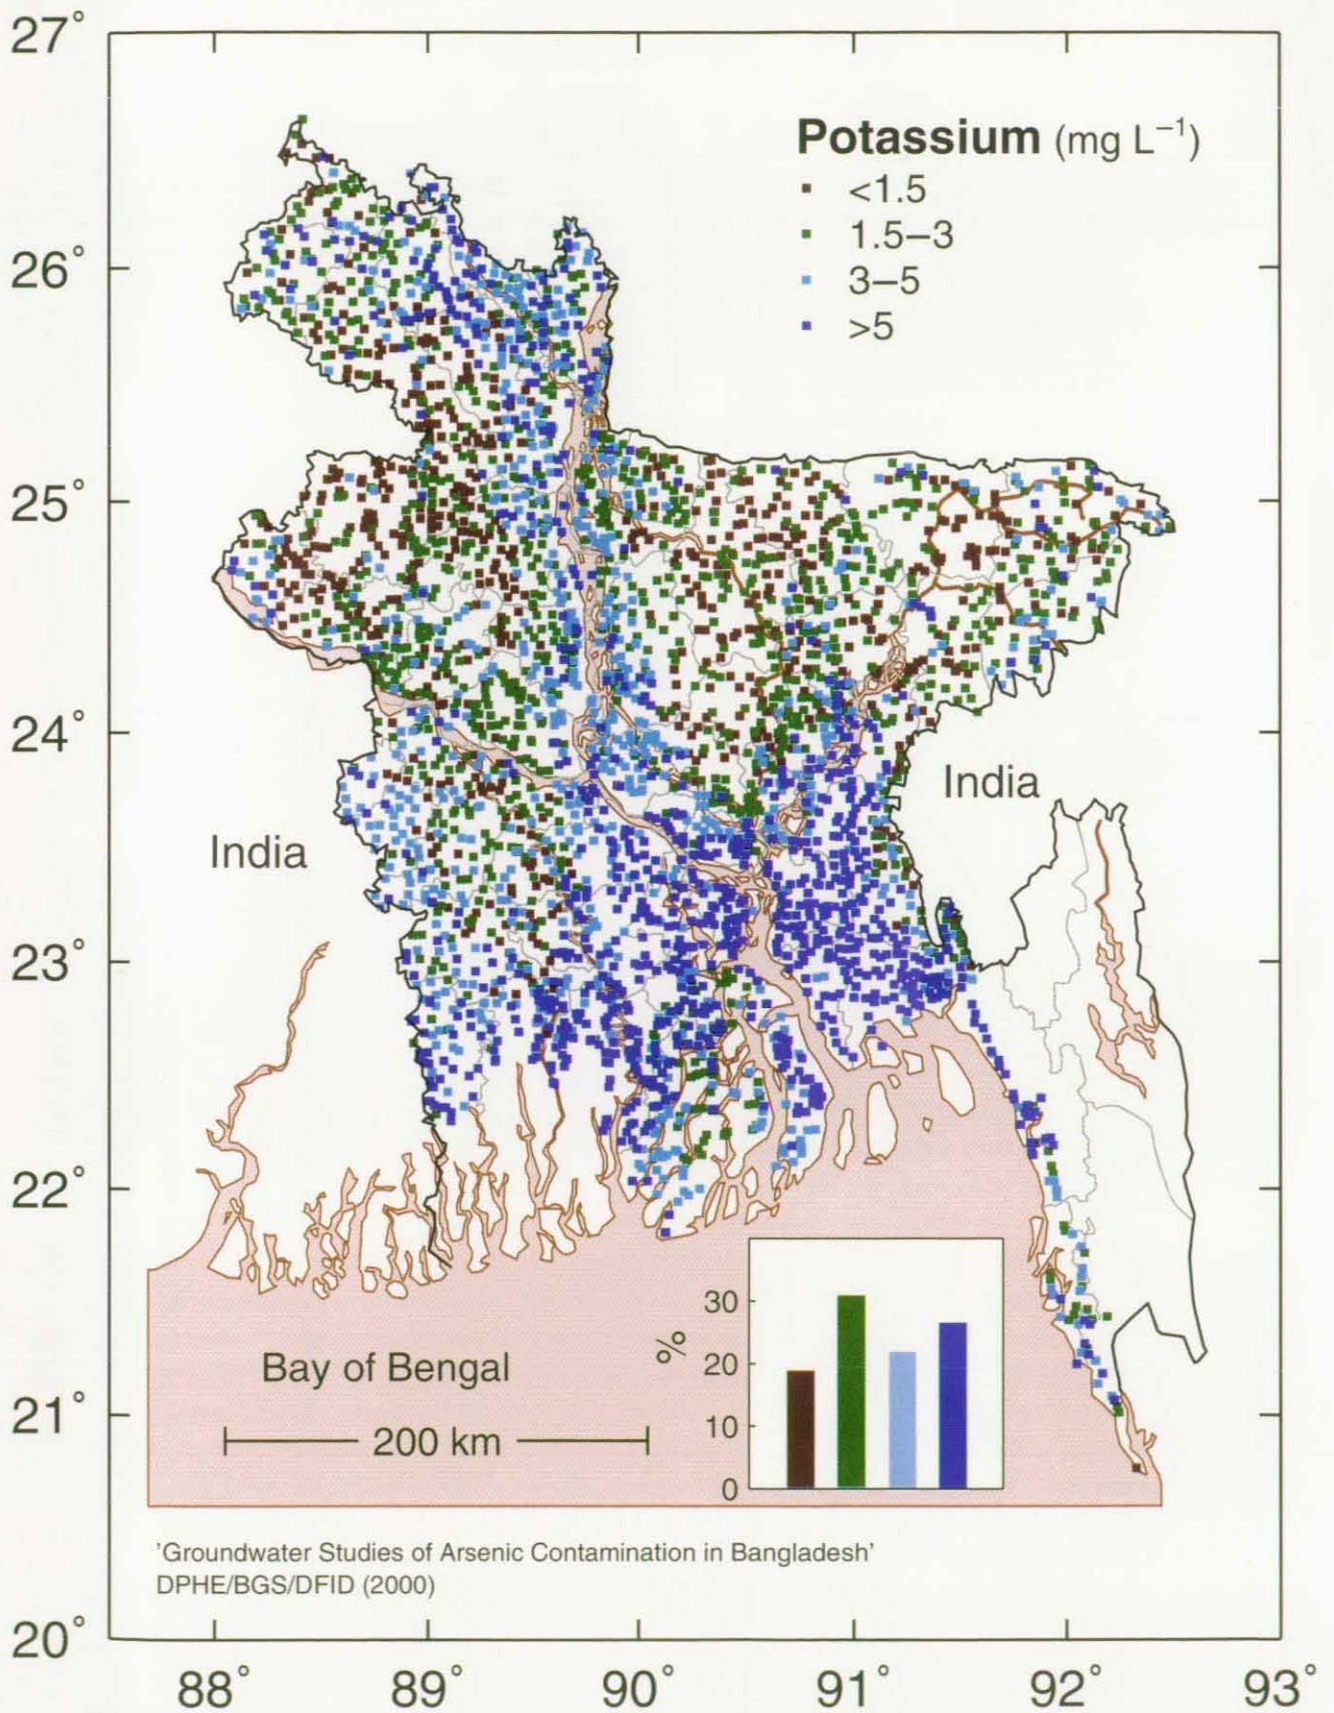 27°
26°
25°
24°
23°
22°
21°
20°
Potassium (mg L⁻¹)
<1.5
1.5–3
3–5
>5
India
India
Bay of Bengal
200 km
%
30
20
10
0
'Groundwater Studies of Arsenic Contamination in Bangladesh'
DPHE/BGS/DFID (2000)
88° 89° 90° 91° 92° 93°